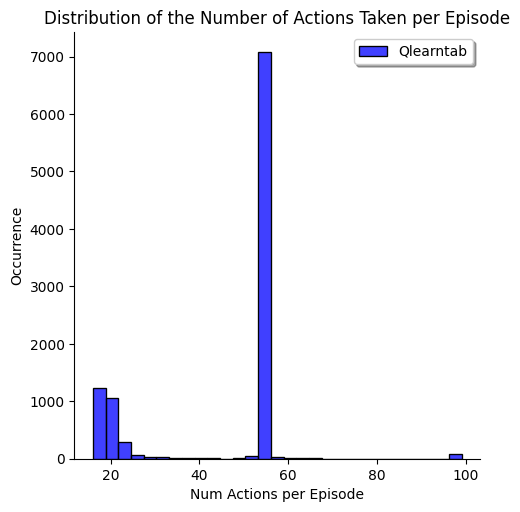 Distribution of the Number of Actions Taken per Episode
Qlearntab
7000
6000
5000
4000
3000
2000
1000
0
Occurrence
20 40 60 80 100
Num Actions per Episode